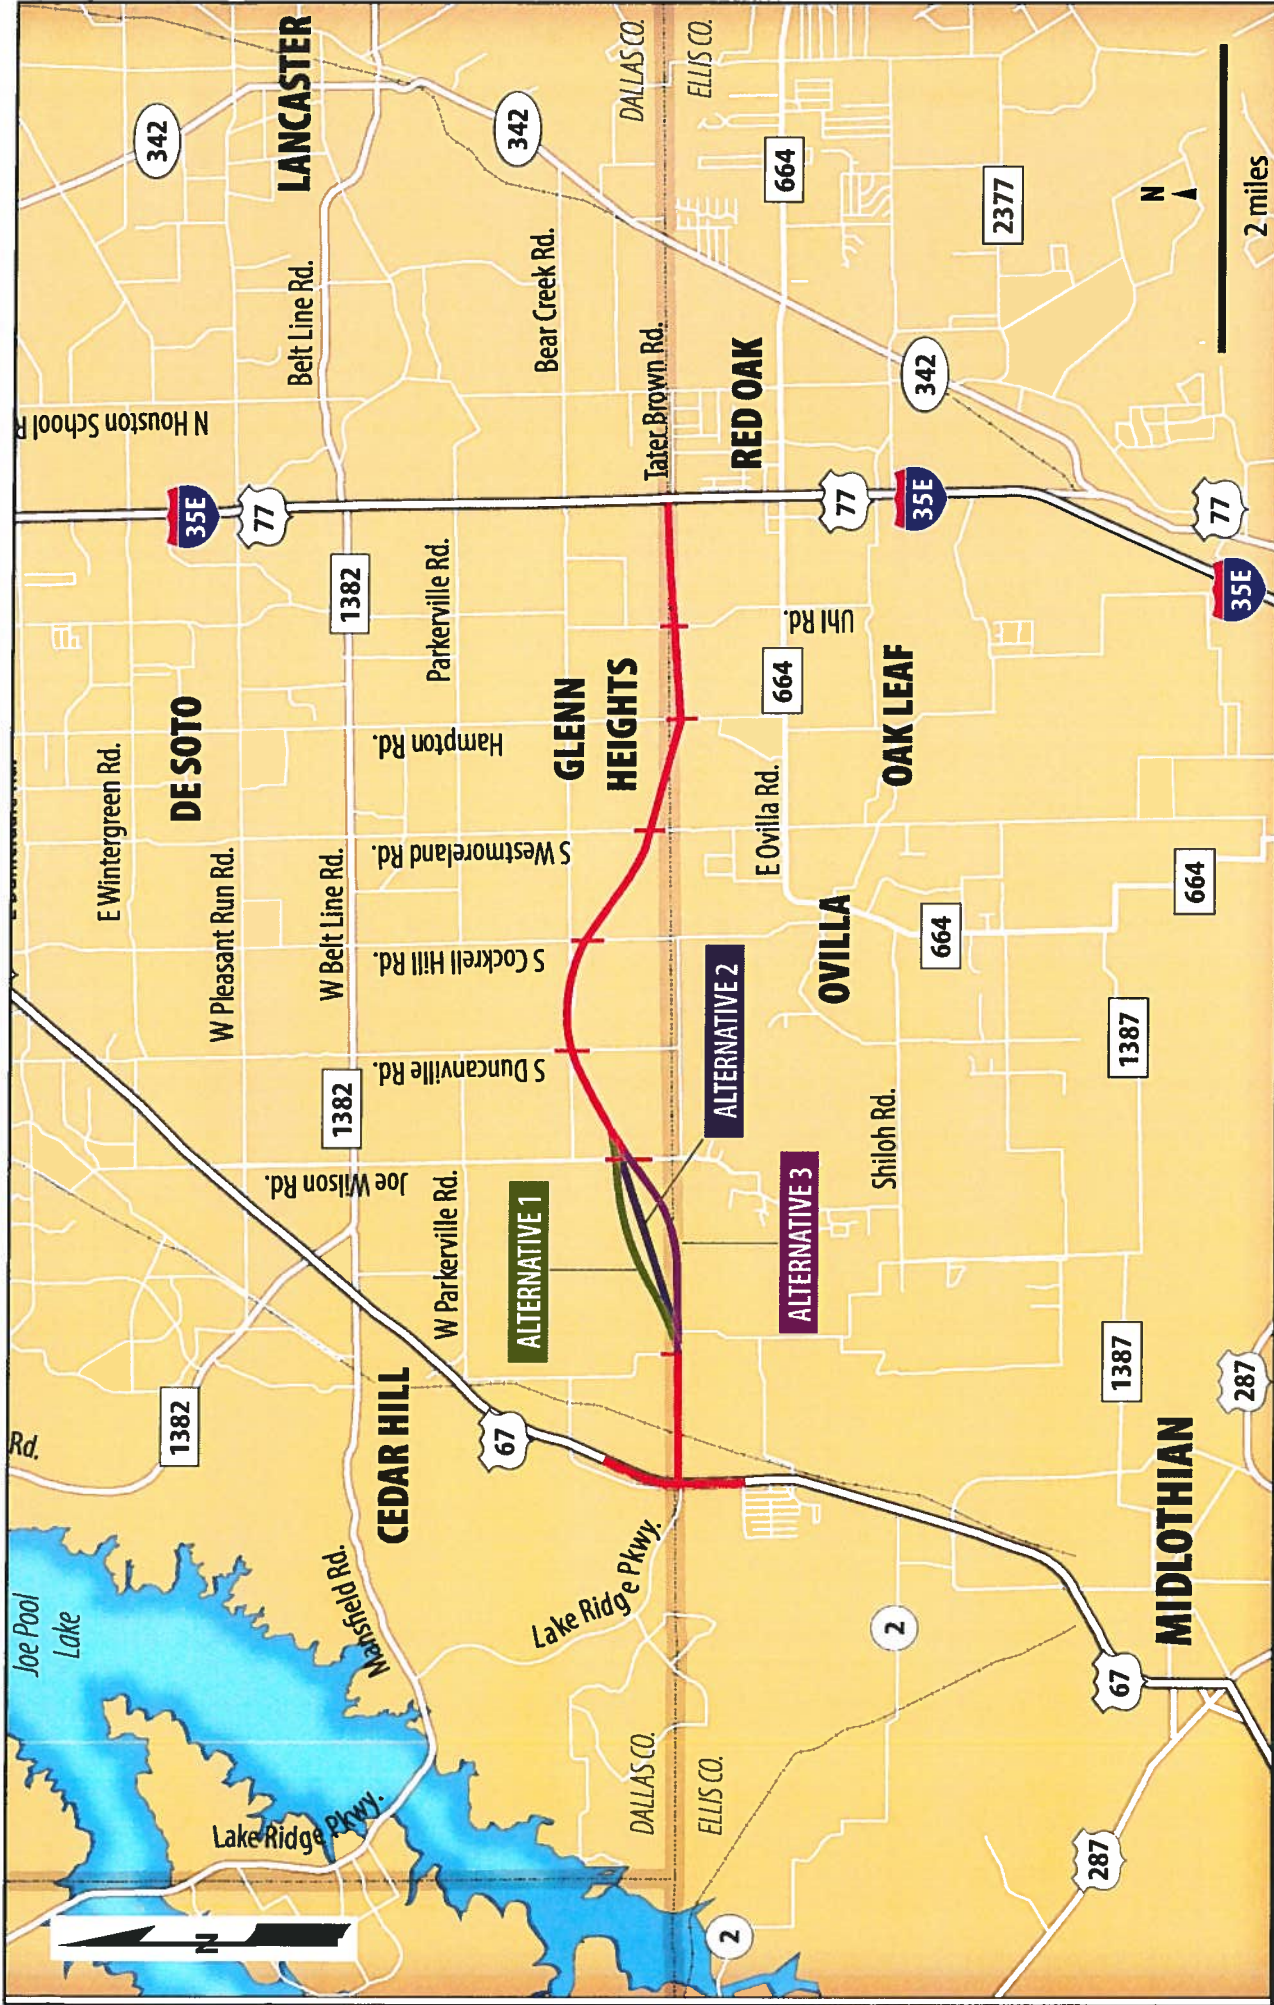 Joe Pool
Lake
Rd.
1382
E Wintergreen Rd.
DE SOTO
35E
77
N Houston School R
342
LANCASTER
W Pleasant Run Rd.
Belt Line Rd.
Lake Ridge Pkwy.
N
Mansfield Rd.
CEDAR HILL
Joe Wilson Rd.
1382
W Belt Line Rd.
1382
W Parkerville Rd.
S Duncanville Rd.
S Cockrell Hill Rd.
S Westmoreland Rd.
Hampton Rd.
Parkerville Rd.
67
Bear Creek Rd.
342
ALTERNATIVE 1
GLENN
HEIGHTS
Lake Ridge Pkwy.
DALLAS CO.
ELLIS CO.
Tater Brown Rd.
DALLAS CO.
ELLIS CO.
ALTERNATIVE 2
ALTERNATIVE 3
E Ovilla Rd.
RED OAK
664
664
Uhl Rd.
77
35E
2
OVILLA
OAK LEAF
342
2377
2
Shiloh Rd.
664
1387
1387
664
287
67
MIDLOTHIAN
287
35E
77
N
2 miles